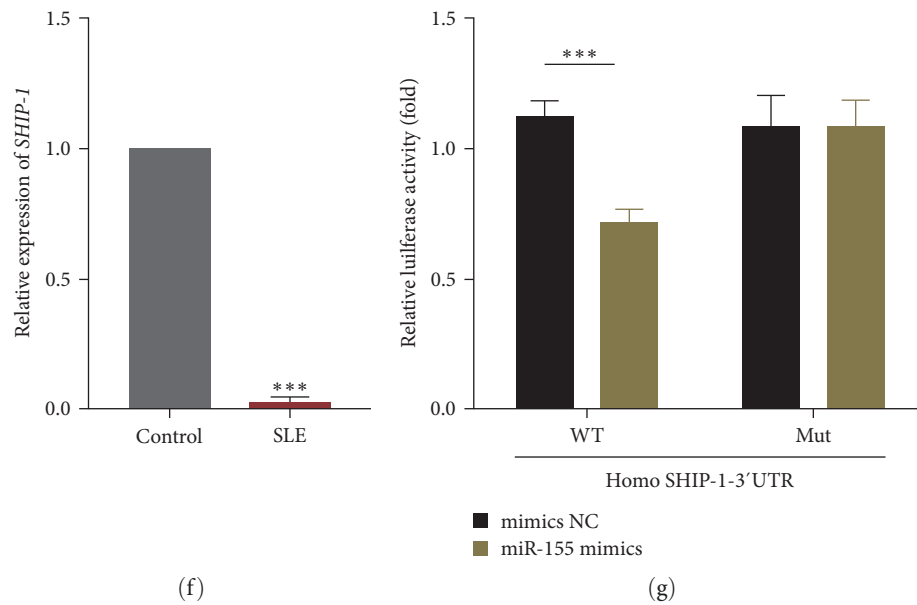 1.5
1.0
0.5
0.0
Relative expression of SHIP-1
***
Control
SLE
(f)
1.5
1.0
0.5
0.0
Relative luilferase activity (fold)
***
WT
Mut
Homo SHIP-1-3′UTR
mimics NC
miR-155 mimics
(g)